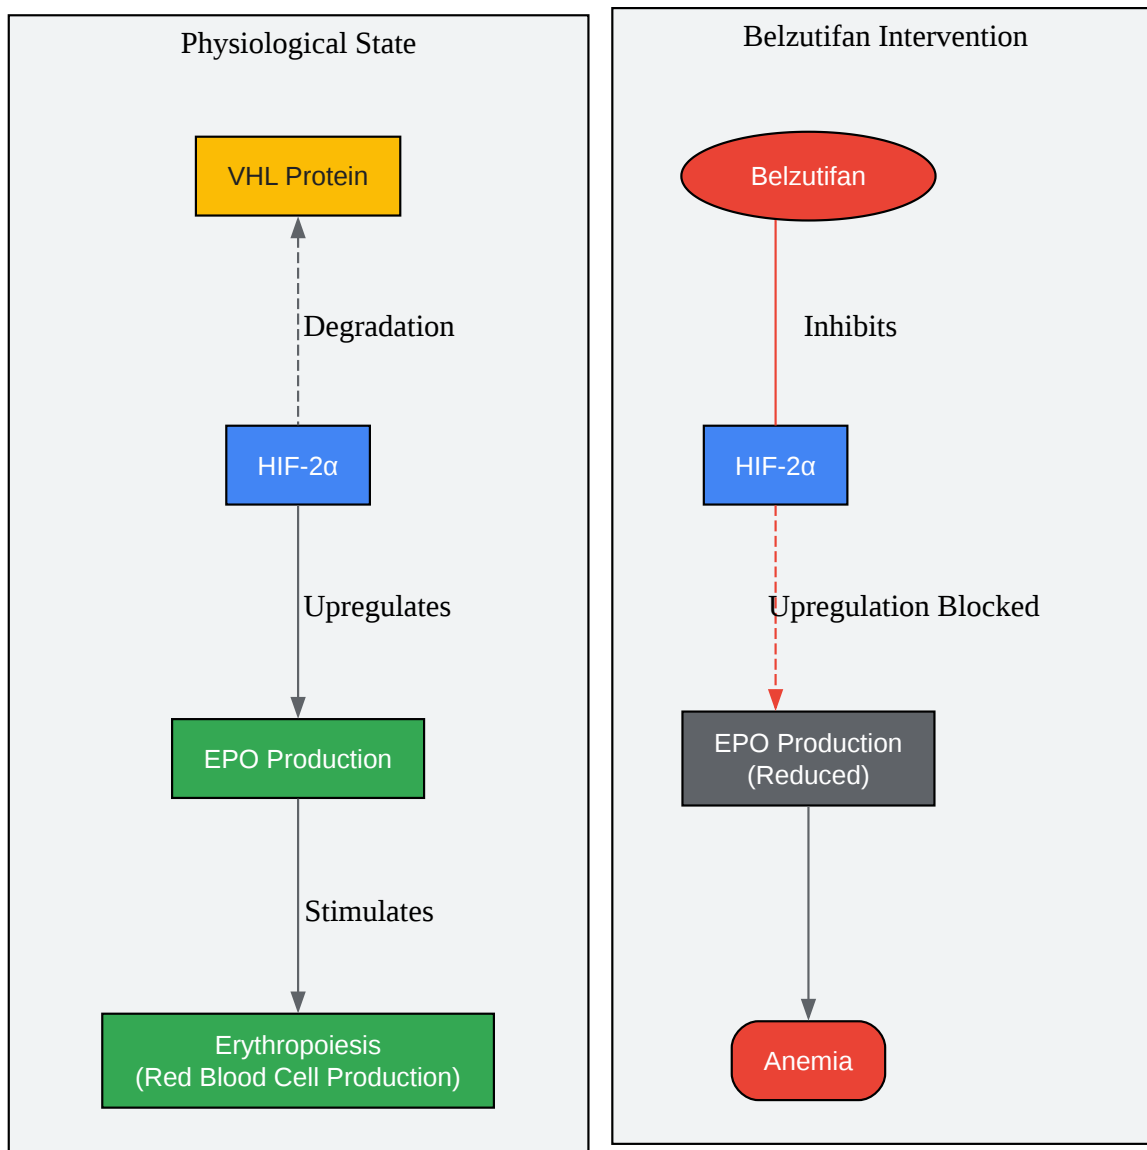 Physiological State
VHL Protein
Degradation
HIF-2α
Upregulates
EPO Production
Stimulates
Erythropoiesis
(Red Blood Cell Production)
Belzutifan Intervention
Belzutifan
Inhibits
HIF-2α
Upregulation Blocked
EPO Production
(Reduced)
Anemia